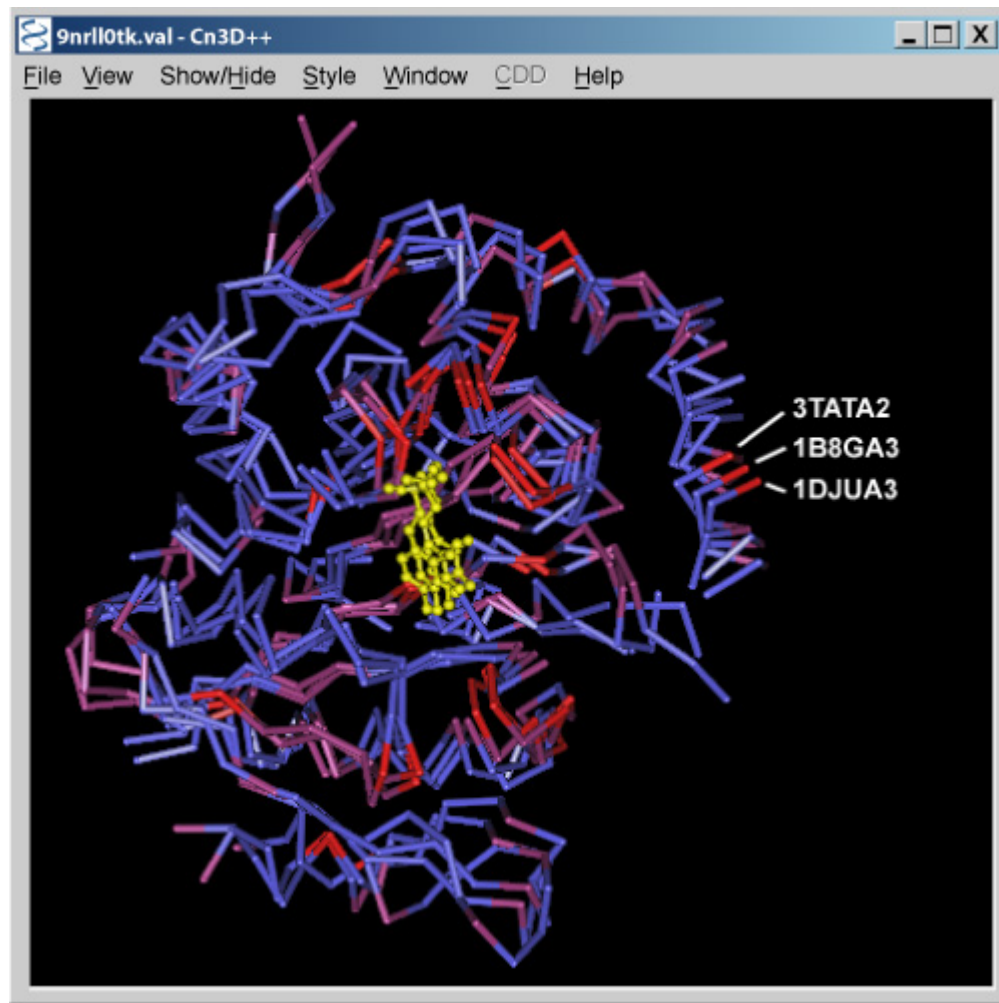 9nrll0tk.val - Cn3D++
File View Show/Hide Style Window CDD Help
3TATA2
1B8GA3
1DJUA3